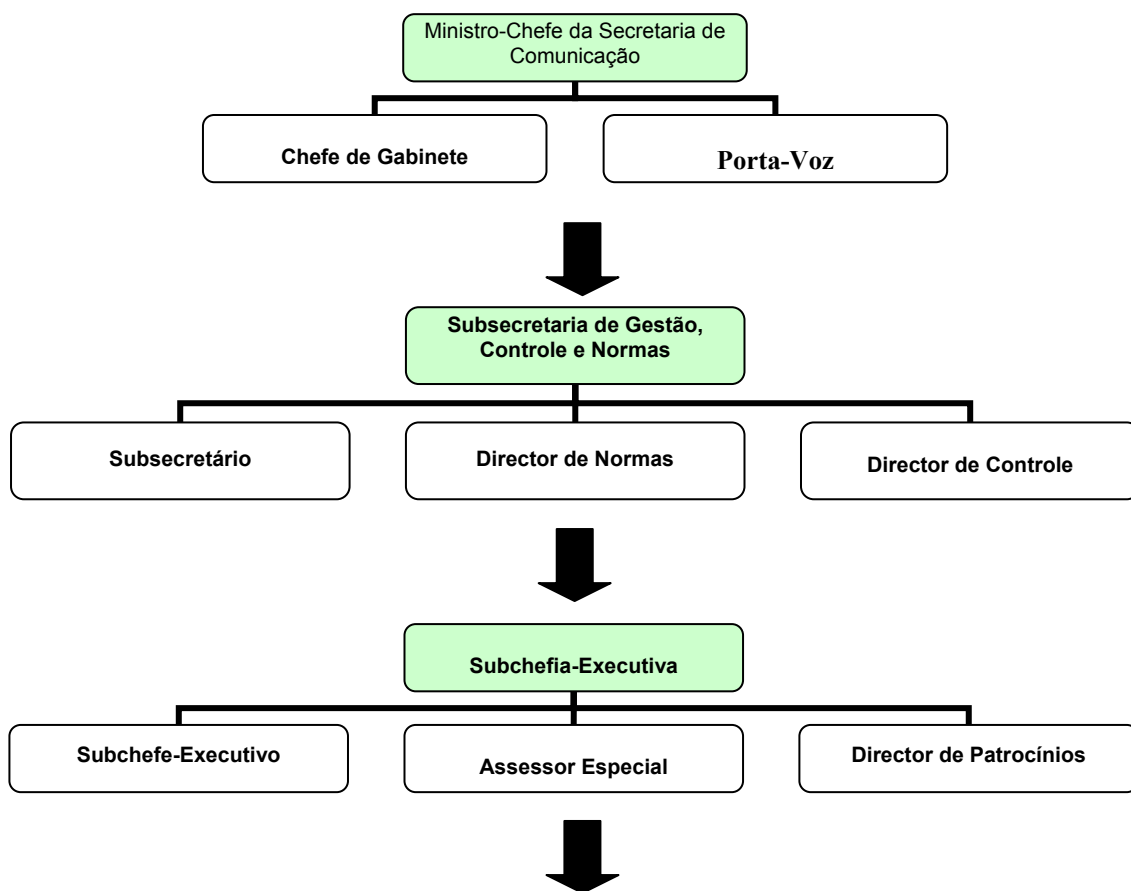 Ministro-Chefe da Secretaria de
Comunicação
Chefe de Gabinete
Porta-Voz
Subsecretaria de Gestão,
Controle e Normas
Subsecretário
Director de Normas
Director de Controle
Subchefia-Executiva
Subchefe-Executivo
Assessor Especial
Director de Patrocínios